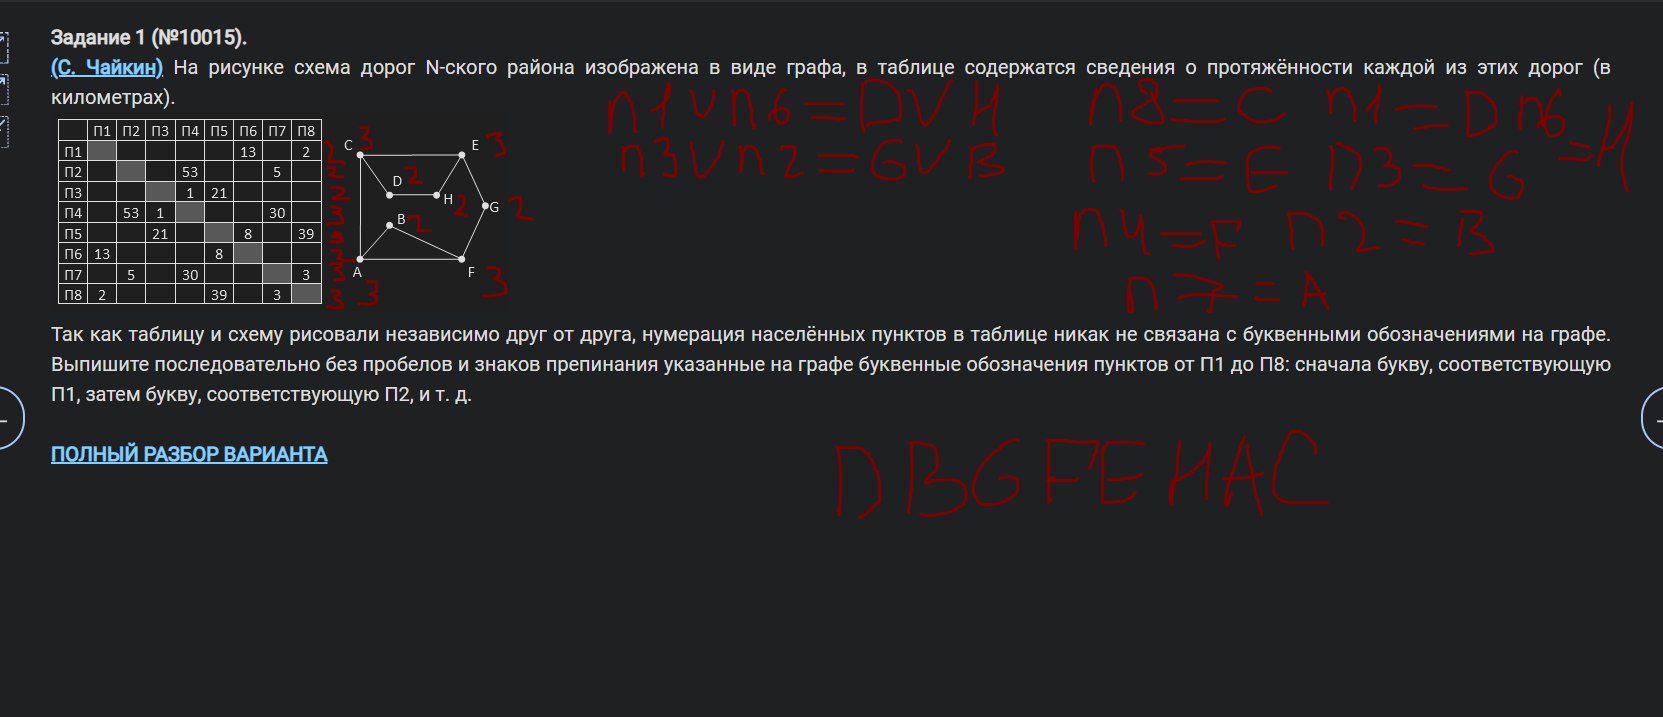 Задание 1 (№10015).
(С. Чайкин) На рисунке схема дорог N-ского района изображена в виде графа, в таблице содержатся сведения о протяжённости каждой из этих дорог (в
километрах).
п1 v п6 = D v H п8 = C п1 = D п6 = H
п3 v п2 = G v B п5 = E п3 = G
п4 = F п2 = B
п7 = A
П1 П2 П3 П4 П5 П6 П7 П8
П1 13 2 2
П2 53 5 2
П3 1 21 2
П4 53 1 30 3
П5 21 8 39
П6 13 8
П7 5 30 3 3
П8 2 39 3 3
C 3 E 3
D 2 H 2
G 2
B 2
A 3 F 3
Так как таблицу и схему рисовали независимо друг от друга, нумерация населённых пунктов в таблице никак не связана с буквенными обозначениями на графе.
Выпишите последовательно без пробелов и знаков препинания указанные на графе буквенные обозначения пунктов от П1 до П8: сначала букву, соответствующую
П1, затем букву, соответствующую П2, и т. д.
ПОЛНЫЙ РАЗБОР ВАРИАНТА
DBGFEHAC